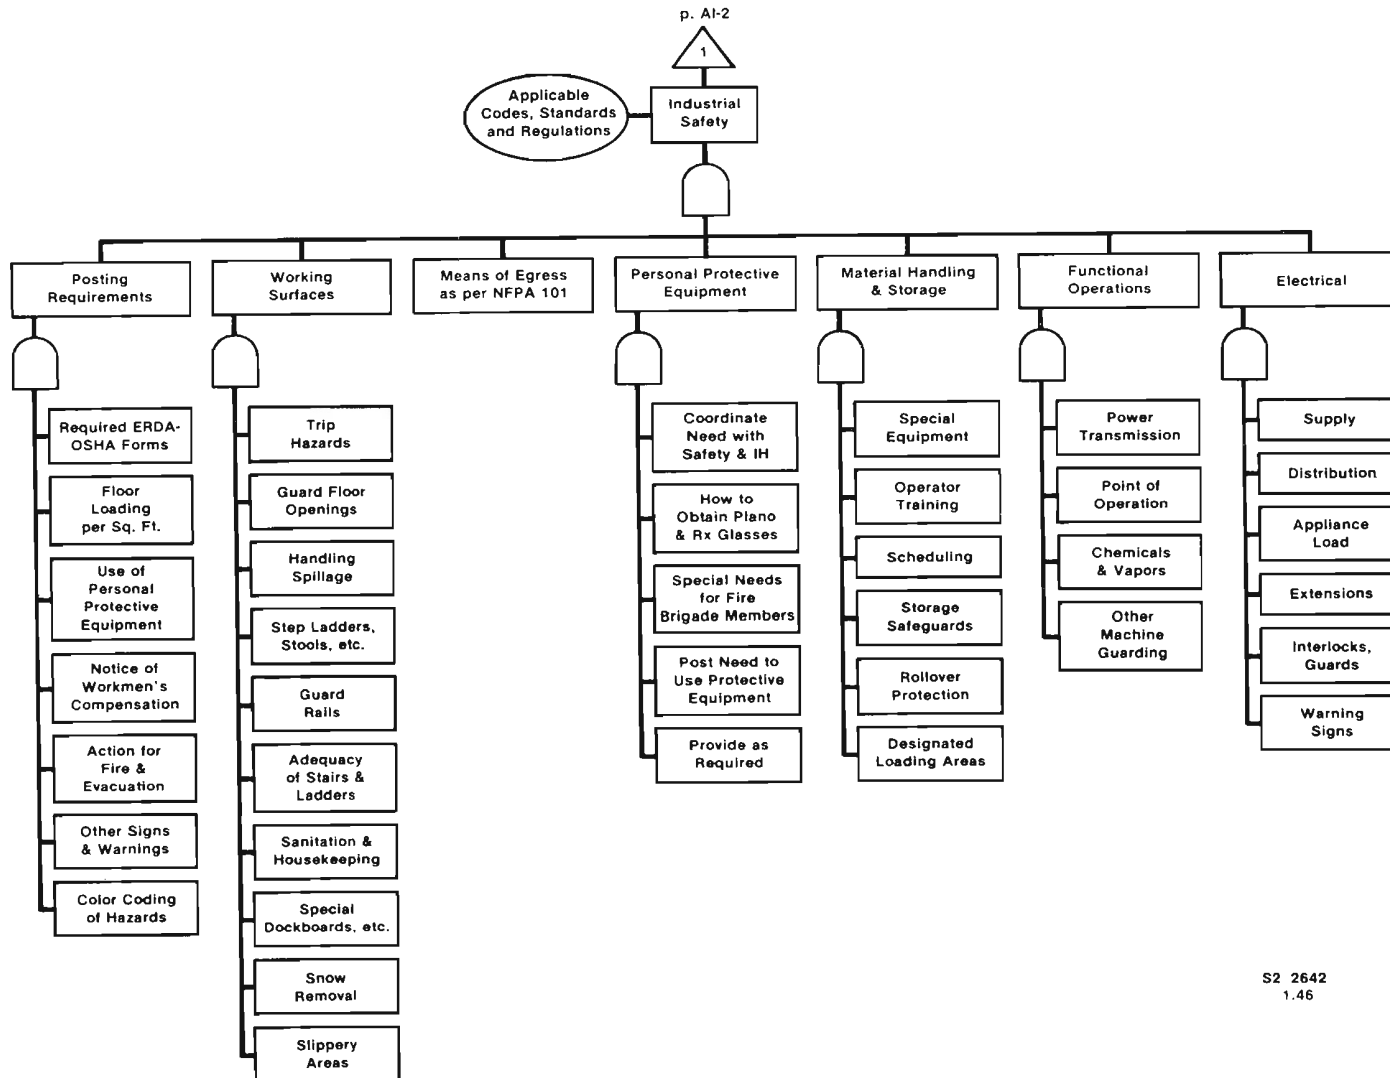 p. AI-2
1
Applicable
Codes, Standards
and Regulations
Industrial
Safety
Posting
Requirements
Working
Surfaces
Means of Egress
as per NFPA 101
Personal Protective
Equipment
Material Handling
& Storage
Functional
Operations
Electrical
Required ERDA-
OSHA Forms
Floor
Loading
per Sq. Ft.
Use of
Personal
Protective
Equipment
Notice of
Workmen's
Compensation
Action for
Fire &
Evacuation
Other Signs
& Warnings
Color Coding
of Hazards
Trip
Hazards
Guard Floor
Openings
Handling
Spillage
Step Ladders,
Stools, etc.
Guard
Rails
Adequacy
of Stairs &
Ladders
Sanitation &
Housekeeping
Special
Dockboards, etc.
Snow
Removal
Slippery
Areas
Coordinate
Need with
Safety & IH
How to
Obtain Plano
& Rx Glasses
Special Needs
for Fire
Brigade Members
Post Need to
Use Protective
Equipment
Provide as
Required
Special
Equipment
Operator
Training
Scheduling
Storage
Safeguards
Rollover
Protection
Designated
Loading Areas
Power
Transmission
Point of
Operation
Chemicals
& Vapors
Other
Machine
Guarding
Supply
Distribution
Appliance
Load
Extensions
Interlocks,
Guards
Warning
Signs
S2 2642
1.46